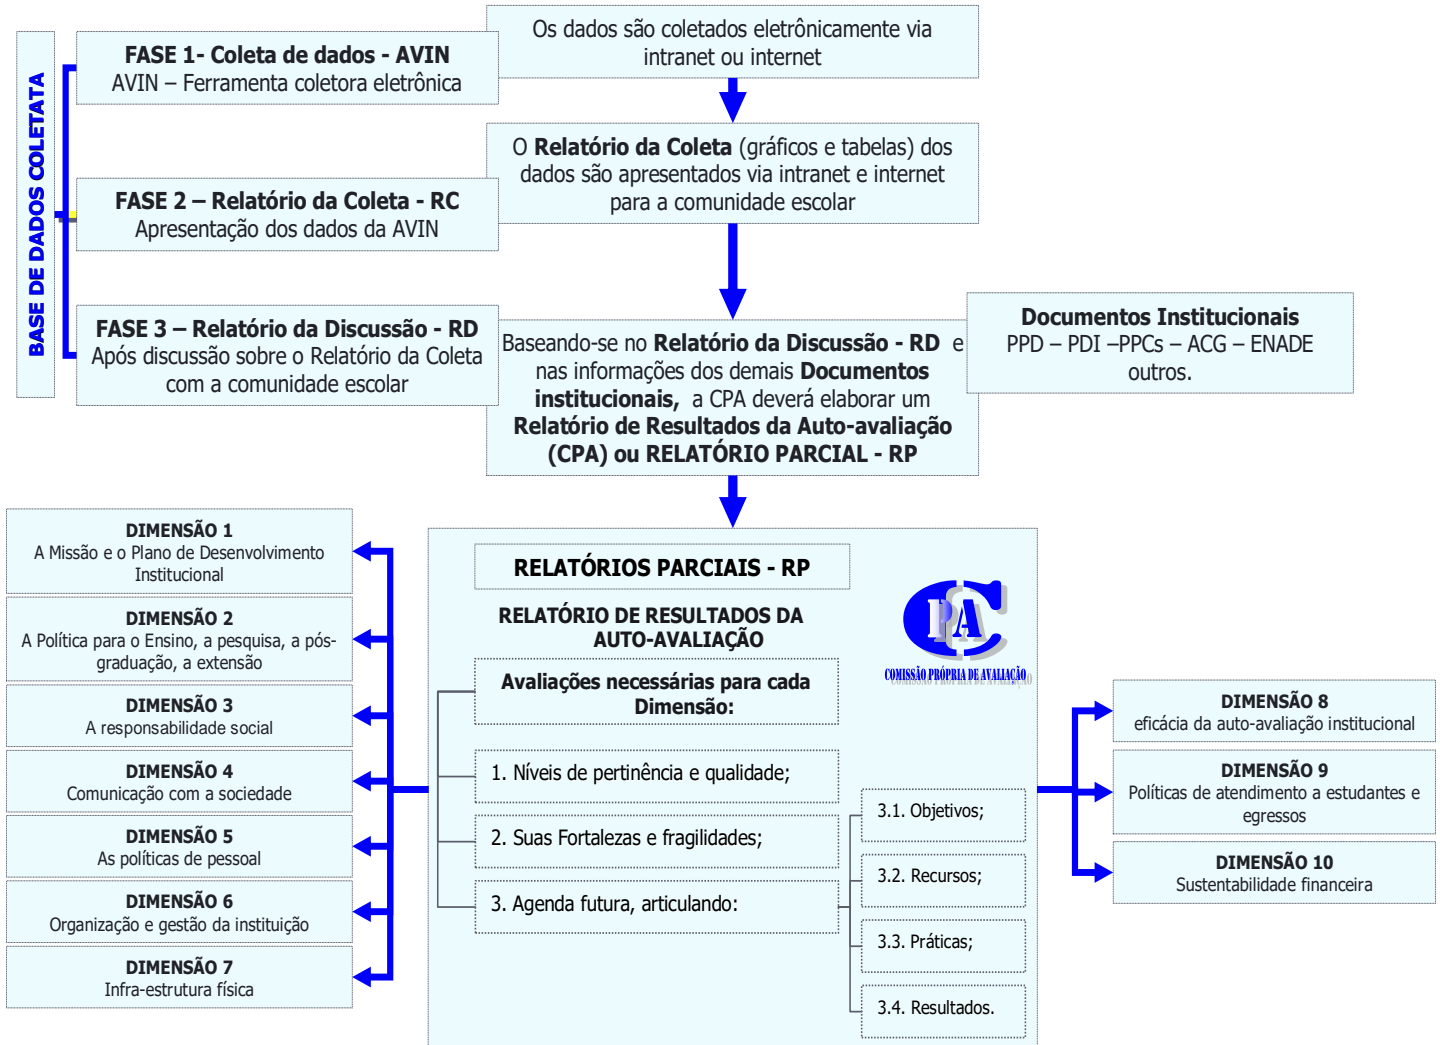 BASE DE DADOS COLETATA
FASE 1- Coleta de dados - AVIN
AVIN – Ferramenta coletora eletrônica
Os dados são coletados eletrônicamente via
intranet ou internet
FASE 2 – Relatório da Coleta - RC
Apresentação dos dados da AVIN
O Relatório da Coleta (gráficos e tabelas) dos
dados são apresentados via intranet e internet
para a comunidade escolar
FASE 3 – Relatório da Discussão - RD
Após discussão sobre o Relatório da Coleta
com a comunidade escolar
Baseando-se no Relatório da Discussão - RD e
nas informações dos demais Documentos
institucionais, a CPA deverá elaborar um
Relatório de Resultados da Auto-avaliação
(CPA) ou RELATÓRIO PARCIAL - RP
Documentos Institucionais
PPD – PDI –PPCs – ACG – ENADE
outros.
DIMENSÃO 1
A Missão e o Plano de Desenvolvimento
Institucional
DIMENSÃO 2
A Política para o Ensino, a pesquisa, a pós-
graduação, a extensão
DIMENSÃO 3
A responsabilidade social
DIMENSÃO 4
Comunicação com a sociedade
DIMENSÃO 5
As políticas de pessoal
DIMENSÃO 6
Organização e gestão da instituição
DIMENSÃO 7
Infra-estrutura física
RELATÓRIOS PARCIAIS - RP
RELATÓRIO DE RESULTADOS DA
AUTO-AVALIAÇÃO
Avaliações necessárias para cada
Dimensão:
1. Níveis de pertinência e qualidade;
2. Suas Fortalezas e fragilidades;
3. Agenda futura, articulando:
3.1. Objetivos;
3.2. Recursos;
3.3. Práticas;
3.4. Resultados.
CPA
COMISSÃO PRÓPRIA DE AVALIAÇÃO
DIMENSÃO 8
eficácia da auto-avaliação institucional
DIMENSÃO 9
Políticas de atendimento a estudantes e
egressos
DIMENSÃO 10
Sustentabilidade financeira